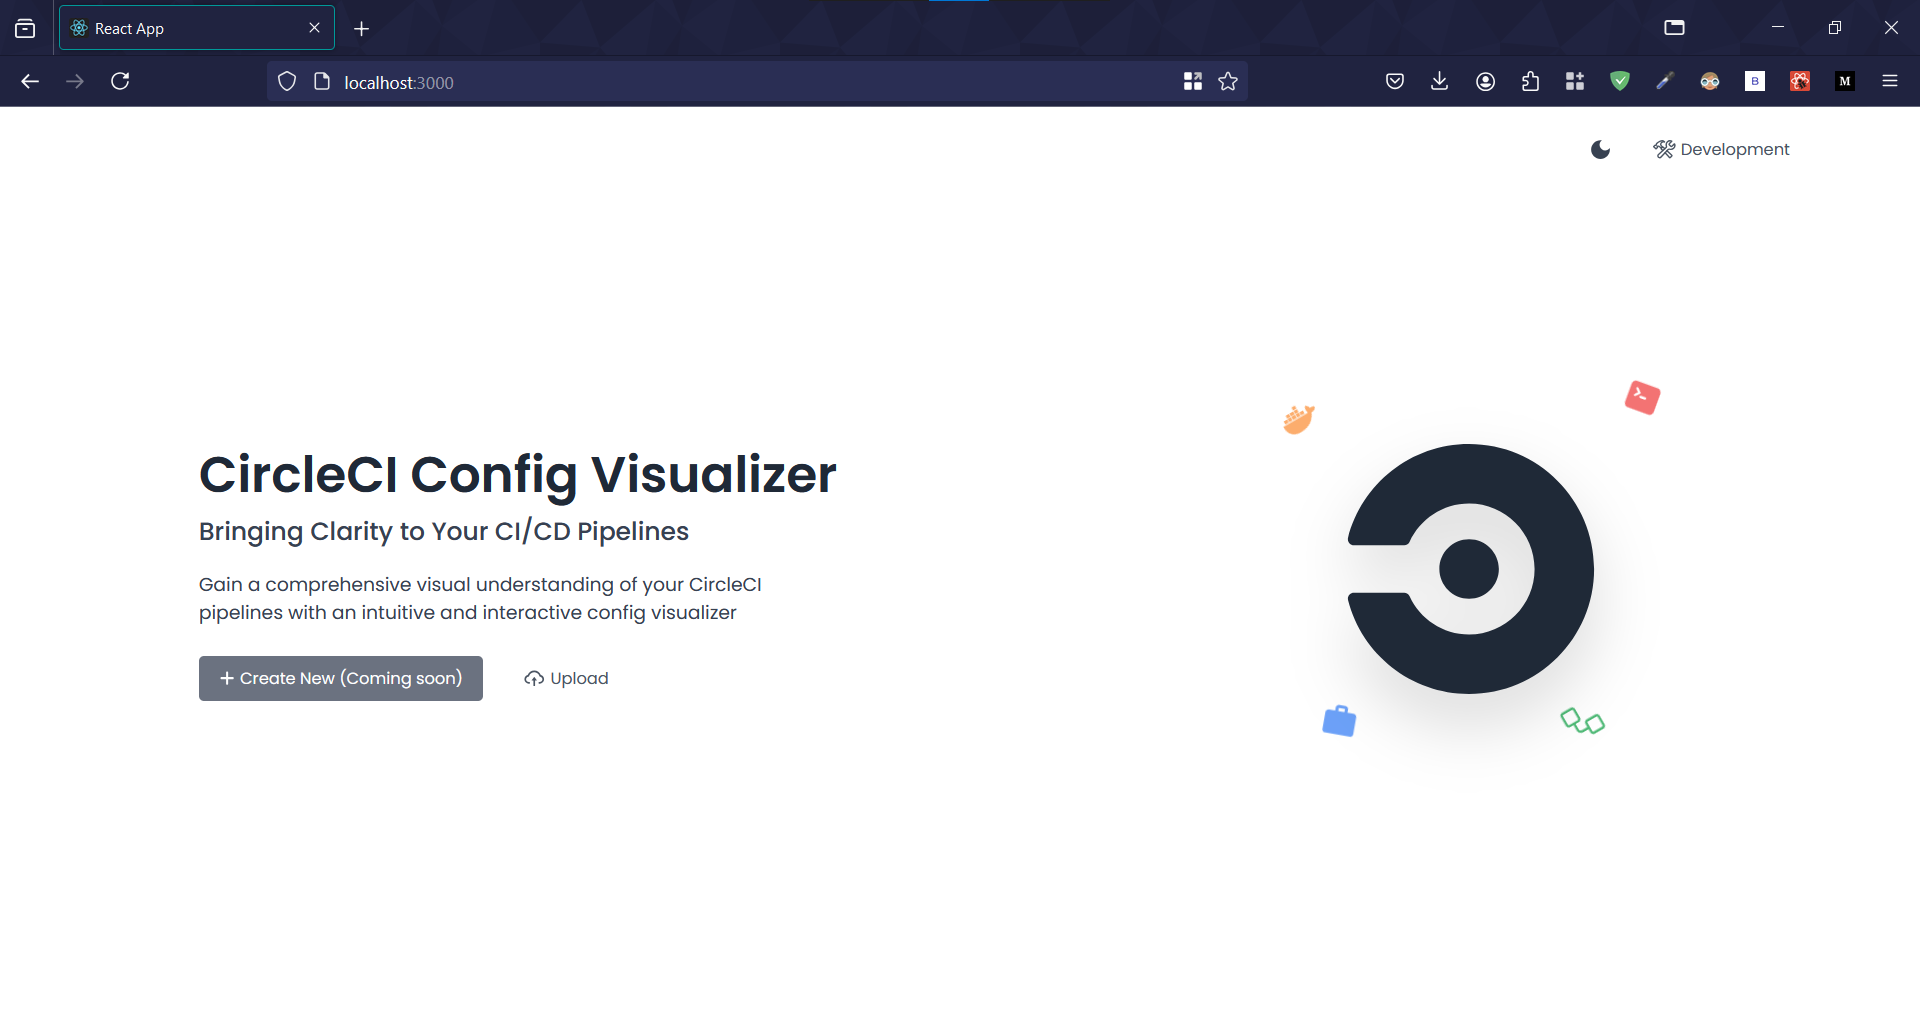 React App
localhost:3000
B
M
Development
CircleCI Config Visualizer
Bringing Clarity to Your CI/CD Pipelines
Gain a comprehensive visual understanding of your CircleCI
pipelines with an intuitive and interactive config visualizer
+ Create New (Coming soon)
Upload